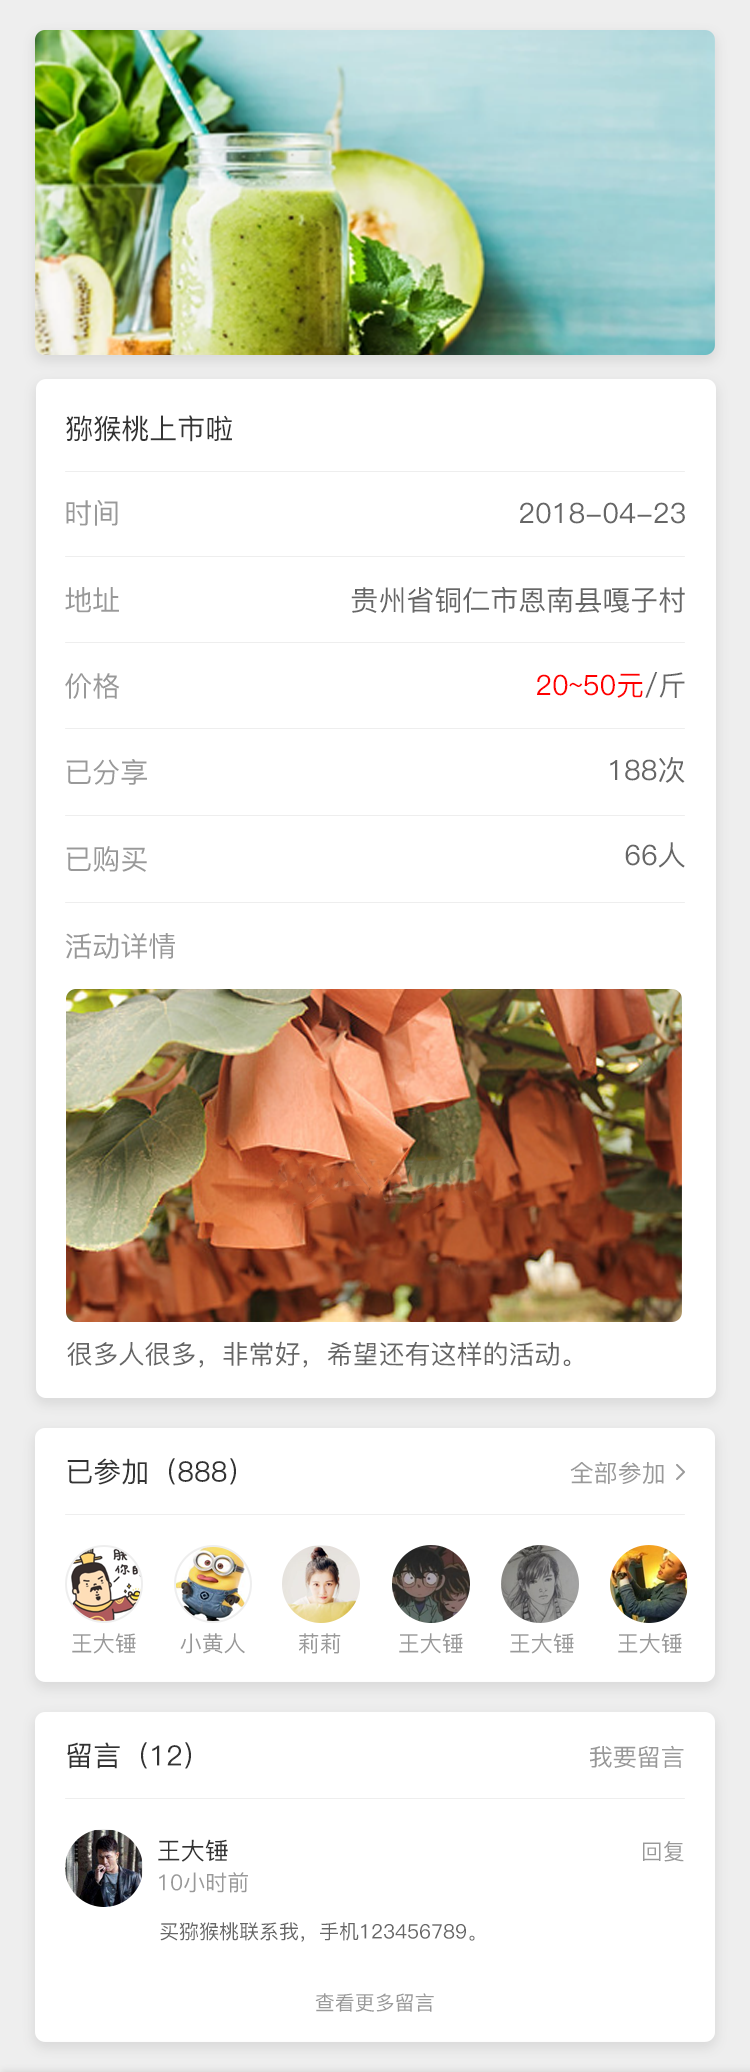 猕猴桃上市啦
时间 2018-04-23
地址 贵州省铜仁市恩南县嘎子村
价格 20~50元/斤
已分享 188次
已购买 66人
活动详情
很多人很多，非常好，希望还有这样的活动。
已参加（888） 全部参加 >
朕
你的
王大锤 小黄人 莉莉 王大锤 王大锤 王大锤
留言（12） 我要留言
王大锤 回复
10小时前
买猕猴桃联系我，手机123456789。
查看更多留言